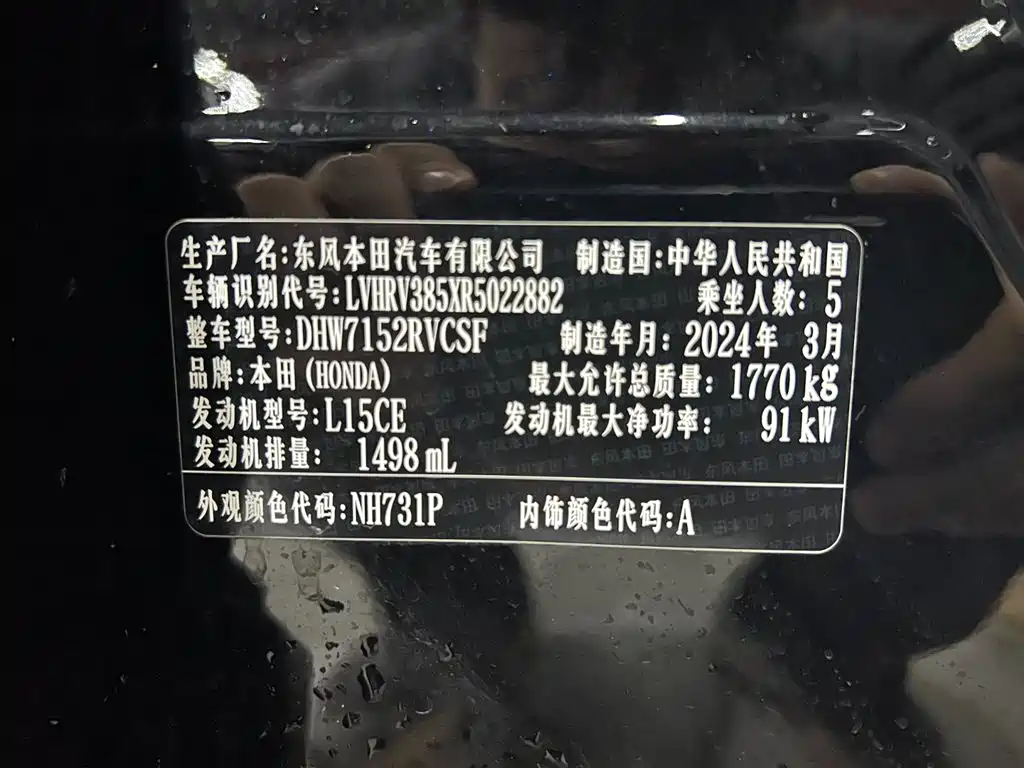 生产厂名:东风本田汽车有限公司 制造国:中华人民共和国
车辆识别代号:LVHRV385XR5022882 乘坐人数: 5
整车型号:DHW7152RVCSF 制造年月: 2024年 3月
品牌:本田(HONDA) 最大允许总质量: 1770 kg
发动机型号:L15CE 发动机最大净功率: 91 kW
发动机排量: 1498 mL
外观颜色代码:NH731P 内饰颜色代码:A